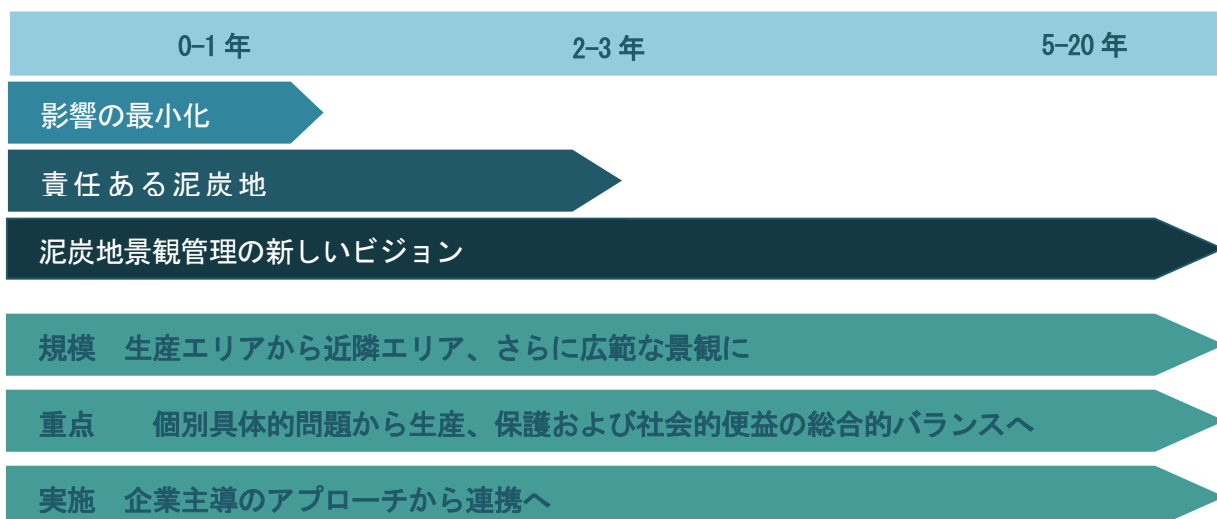 0–1 年 2–3 年 5–20 年
影響の最小化
責任ある泥炭地
泥炭地景観管理の新しいビジョン
規模 生産エリアから近隣エリア、さらに広範な景観に
重点 個別具体的問題から生産、保護および社会的便益の総合的バランスへ
実施 企業主導のアプローチから連携へ